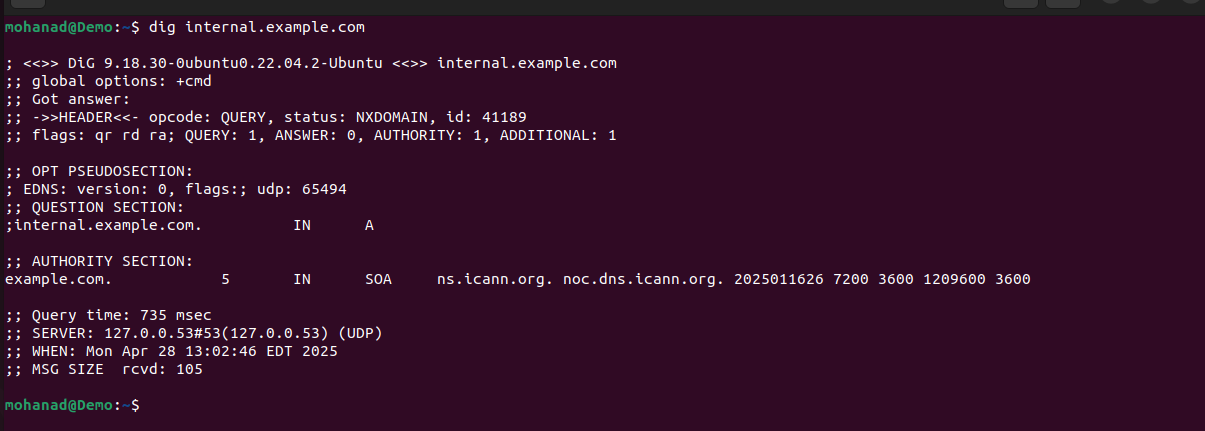 mohanad@Demo:~$ dig internal.example.com
; <<>> DiG 9.18.30-0ubuntu0.22.04.2-Ubuntu <<>> internal.example.com
;; global options: +cmd
;; Got answer:
;; ->>HEADER<<- opcode: QUERY, status: NXDOMAIN, id: 41189
;; flags: qr rd ra; QUERY: 1, ANSWER: 0, AUTHORITY: 1, ADDITIONAL: 1
;; OPT PSEUDOSECTION:
; EDNS: version: 0, flags:; udp: 65494
;; QUESTION SECTION:
;internal.example.com. IN A
;; AUTHORITY SECTION:
example.com. 5 IN SOA ns.icann.org. noc.dns.icann.org. 2025011626 7200 3600 1209600 3600
;; Query time: 735 msec
;; SERVER: 127.0.0.53#53(127.0.0.53) (UDP)
;; WHEN: Mon Apr 28 13:02:46 EDT 2025
;; MSG SIZE rcvd: 105
mohanad@Demo:~$